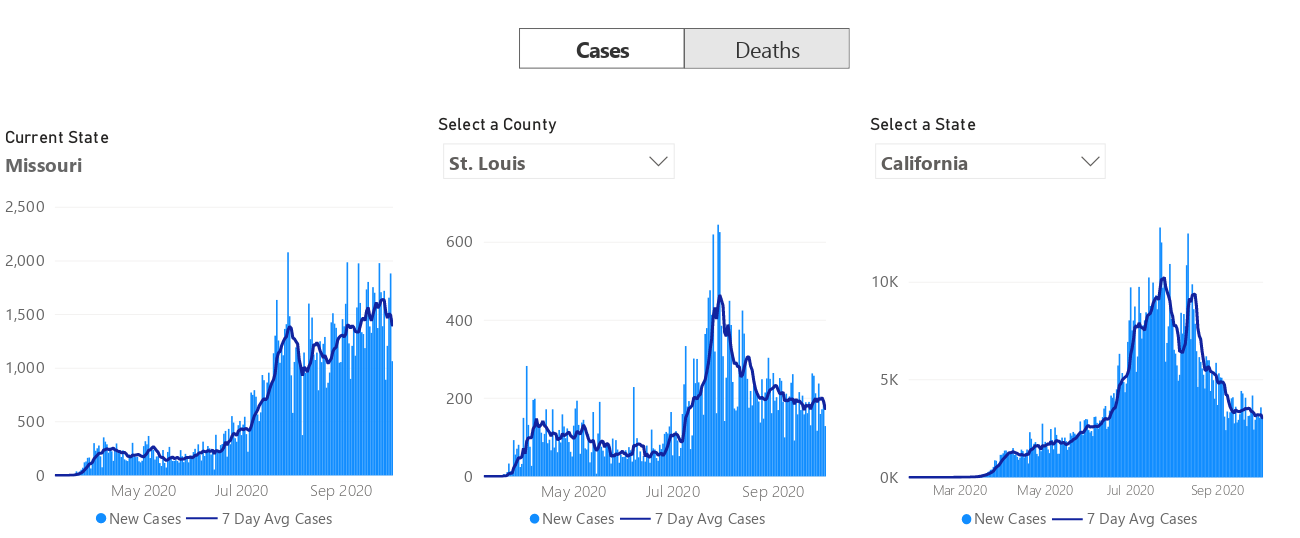 Cases Deaths
Current State
Missouri
2,500
2,000
1,500
1,000
500
0
May 2020 Jul 2020 Sep 2020
New Cases 7 Day Avg Cases
Select a County
St. Louis
600
400
200
0
May 2020 Jul 2020 Sep 2020
New Cases 7 Day Avg Cases
Select a State
California
10K
5K
0K
Mar 2020 May 2020 Jul 2020 Sep 2020
New Cases 7 Day Avg Cases